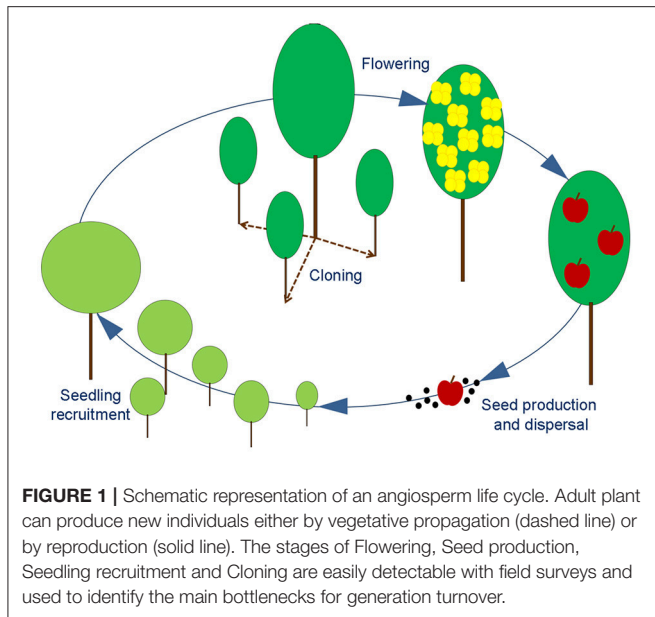 Flowering
Cloning
Seedling
recruitment
Seed production
and dispersal
FIGURE 1 | Schematic representation of an angiosperm life cycle. Adult plant
can produce new individuals either by vegetative propagation (dashed line) or
by reproduction (solid line). The stages of Flowering, Seed production,
Seedling recruitment and Cloning are easily detectable with field surveys and
used to identify the main bottlenecks for generation turnover.